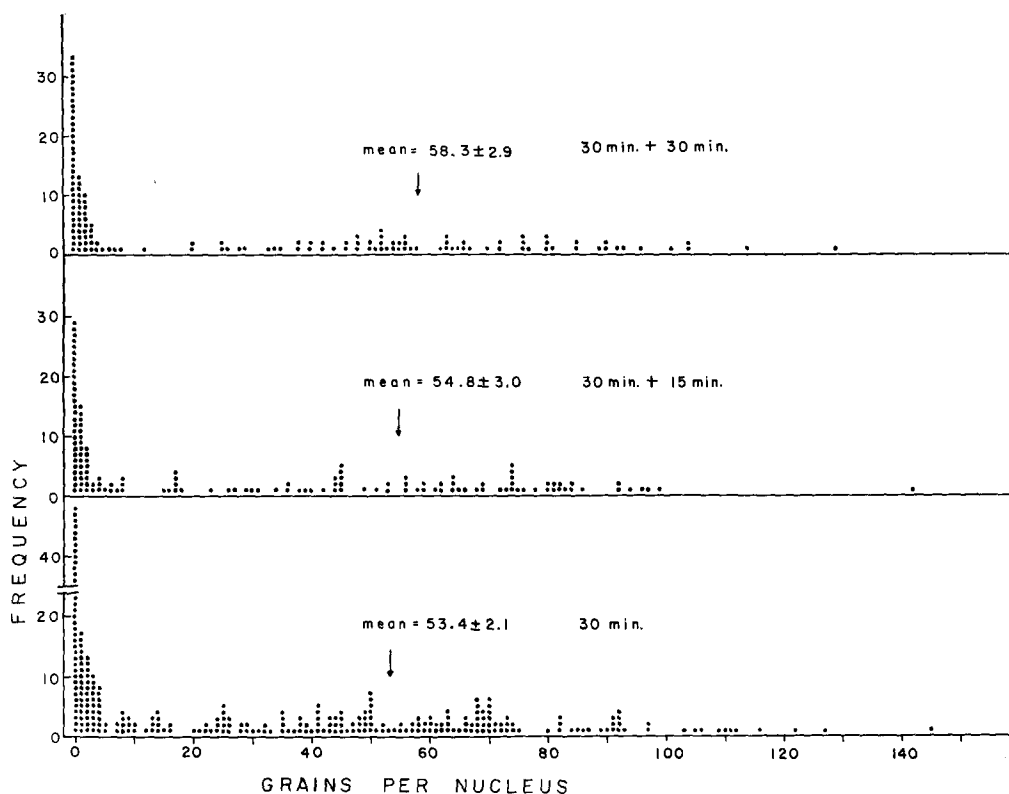 30
20
10
0
mean = 58.3±2.9 30 min. + 30 min.
30
20
10
0
mean = 54.8±3.0 30 min. + 15 min.
40
20
10
0
mean = 53.4±2.1 30 min.
FREQUENCY
0 20 40 60 80 100 120 140
GRAINS PER NUCLEUS